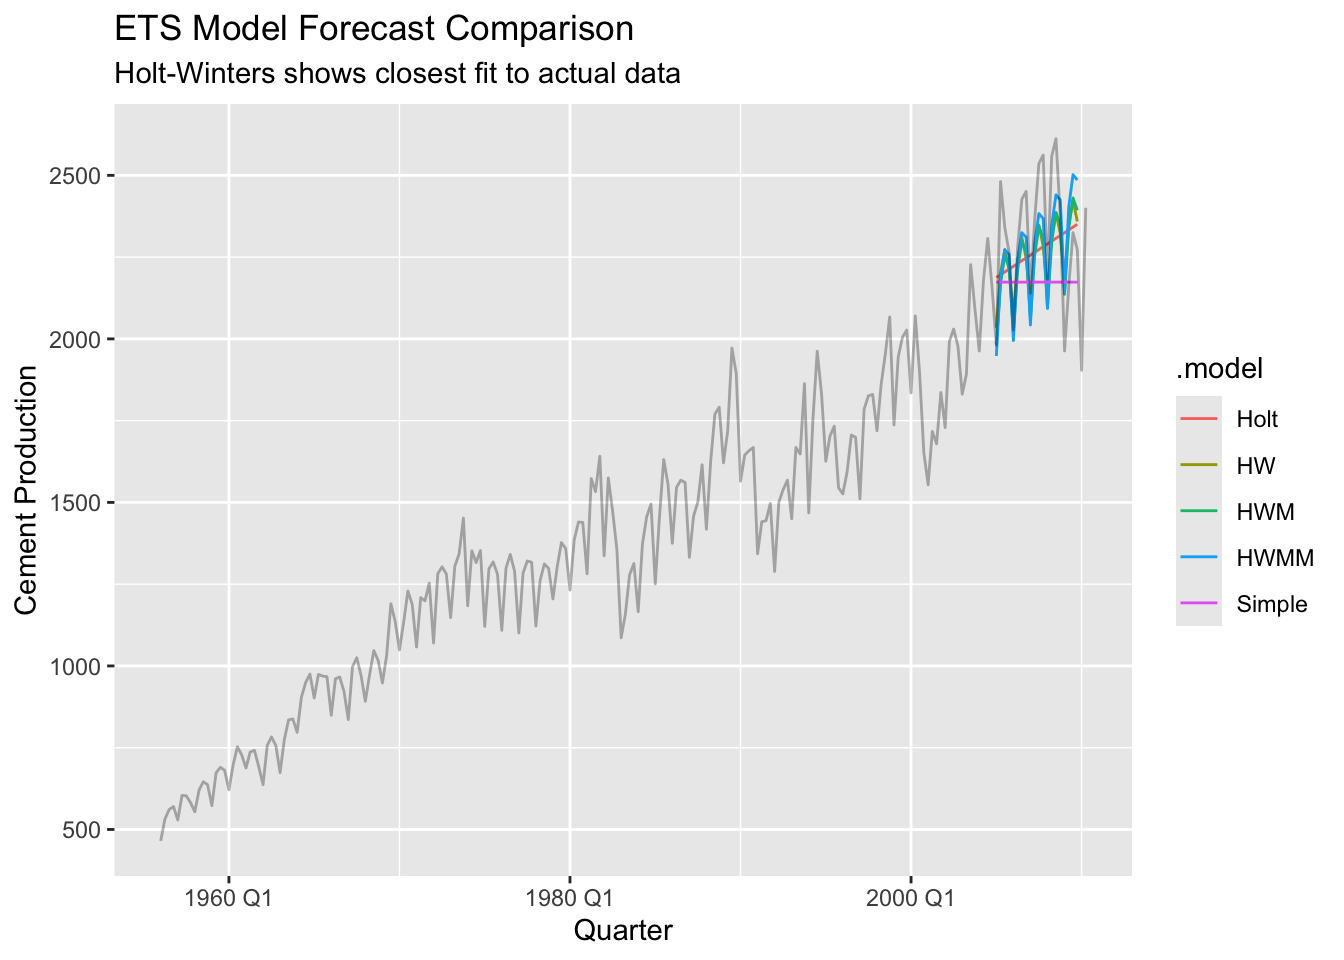 ETS Model Forecast Comparison
Holt-Winters shows closest fit to actual data
2500
2000
1500
1000
500
Cement Production
1960 Q1
1980 Q1
2000 Q1
Quarter
.model
Holt
HW
HWM
HWMM
Simple